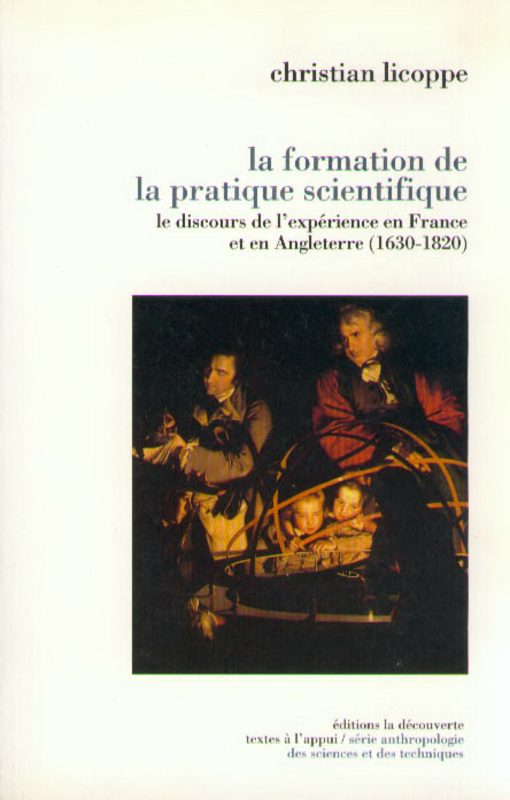 christian licoppe
la formation de
la pratique scientifique
le discours de l'expérience en France
et en Angleterre (1630-1820)
éditions la découverte
textes à l'appui / série anthropologie
des sciences et des techniques